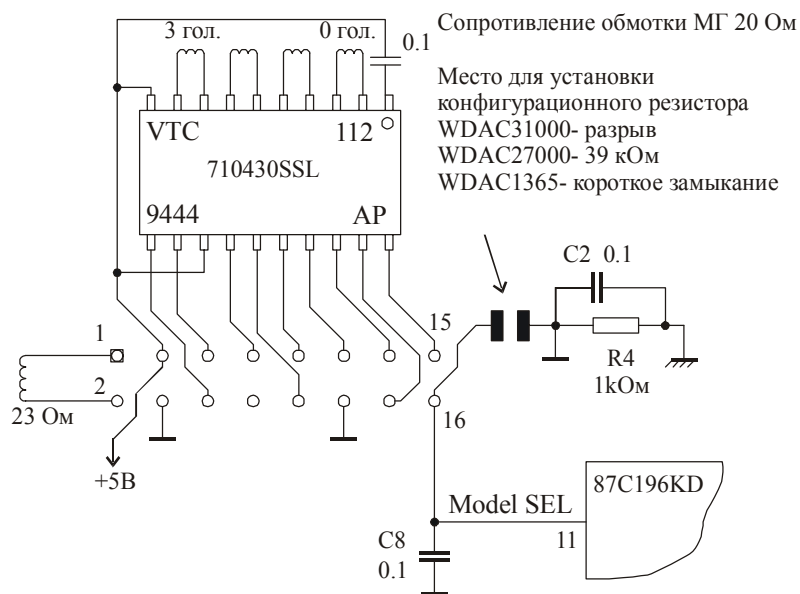 3 гол.
0 гол.
0.1
Сопротивление обмотки МГ 20 Ом
Место для установки
конфигурационного резистора
WDAC31000- разрыв
WDAC27000- 39 кОм
WDAC1365- короткое замыкание
VTC
112
710430SSL
9444
AP
C2 0.1
15
1
2
R4
1kОм
23 Ом
16
+5В
87C196KD
Model SEL
11
C8
0.1